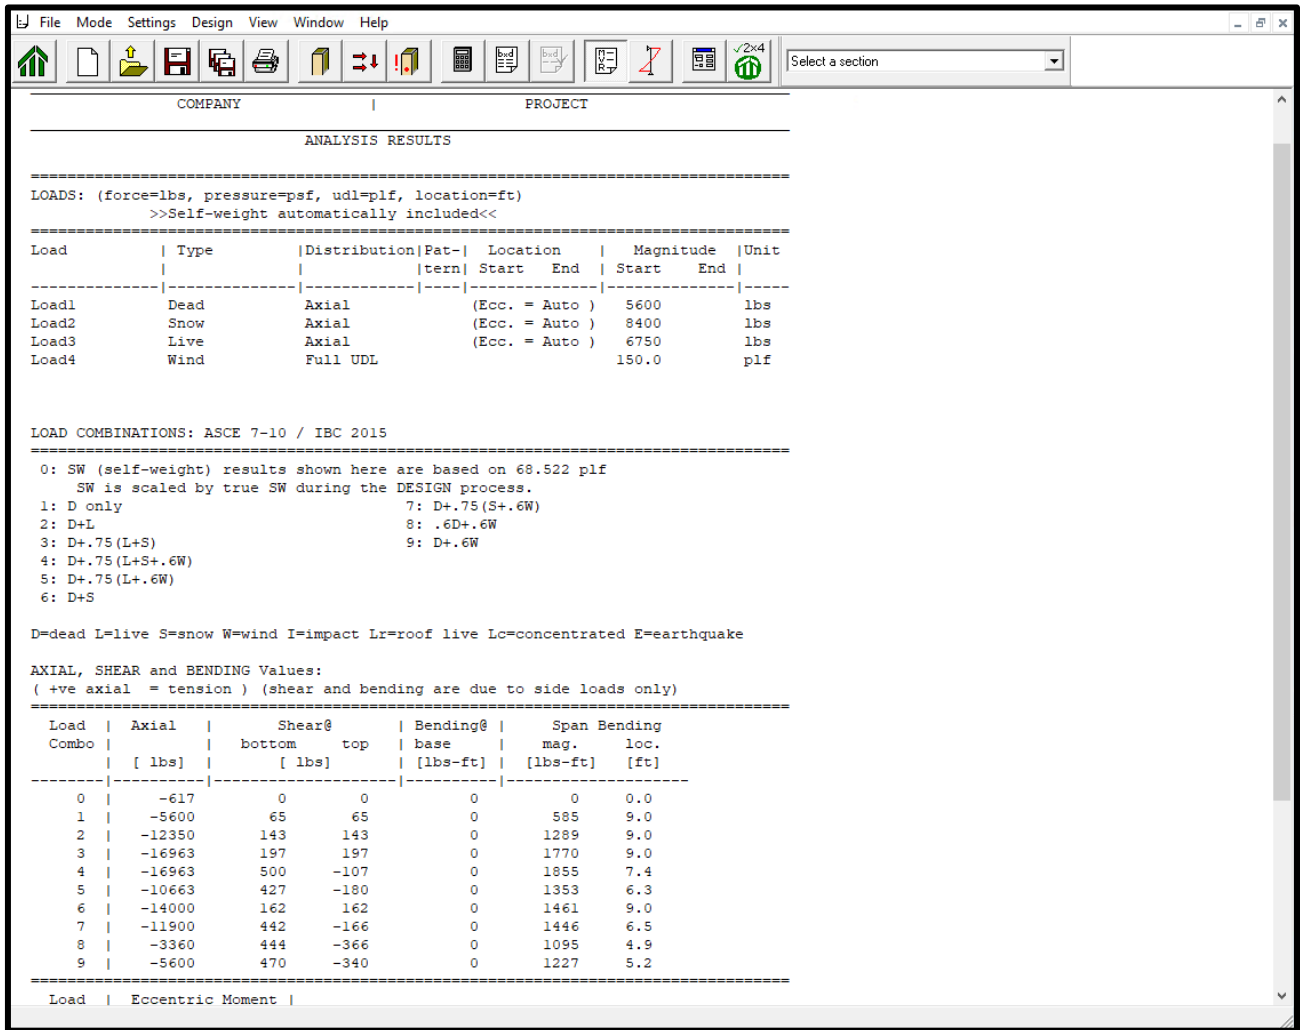 File Mode Settings Design View Window Help
bxd bxd M- V- R- ✓2×4 Select a section
COMPANY | PROJECT
ANALYSIS RESULTS
================================================================================
LOADS: (force=lbs, pressure=psf, udl=plf, location=ft)
>>Self-weight automatically included<<
================================================================================
Load | Type |Distribution|Pat-| Location | Magnitude |Unit
| | |tern| Start End | Start End |
--------------|--------------|------------|----|--------------|--------------|-----
Load1 Dead Axial (Ecc. = Auto ) 5600 lbs
Load2 Snow Axial (Ecc. = Auto ) 8400 lbs
Load3 Live Axial (Ecc. = Auto ) 6750 lbs
Load4 Wind Full UDL 150.0 plf
LOAD COMBINATIONS: ASCE 7-10 / IBC 2015
================================================================================
0: SW (self-weight) results shown here are based on 68.522 plf
SW is scaled by true SW during the DESIGN process.
1: D only 7: D+.75(S+.6W)
2: D+L 8: .6D+.6W
3: D+.75(L+S) 9: D+.6W
4: D+.75(L+S+.6W)
5: D+.75(L+.6W)
6: D+S
D=dead L=live S=snow W=wind I=impact Lr=roof live Lc=concentrated E=earthquake
AXIAL, SHEAR and BENDING Values:
( +ve axial = tension ) (shear and bending are due to side loads only)
================================================================================
Load | Axial | Shear@ | Bending@ | Span Bending
Combo | | bottom top | base | mag. loc.
| [ lbs] | [ lbs] | [lbs-ft] | [lbs-ft] [ft]
--------|----------|--------------------|----------|--------------------
0 | -617 0 0 0 0 0.0
1 | -5600 65 65 0 585 9.0
2 | -12350 143 143 0 1289 9.0
3 | -16963 197 197 0 1770 9.0
4 | -16963 500 -107 0 1855 7.4
5 | -10663 427 -180 0 1353 6.3
6 | -14000 162 162 0 1461 9.0
7 | -11900 442 -166 0 1446 6.5
8 | -3360 444 -366 0 1095 4.9
9 | -5600 470 -340 0 1227 5.2
================================================================================
Load | Eccentric Moment |